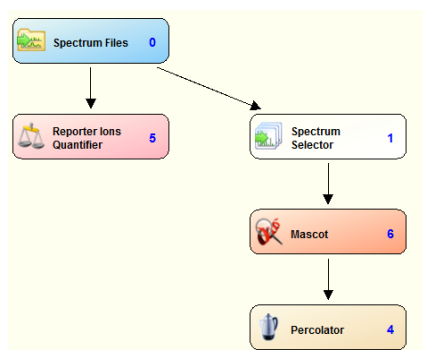 Spectrum Files 0
Reporter Ions
Quantifier 5
Spectrum
Selector 1
Mascot 6
Percolator 4